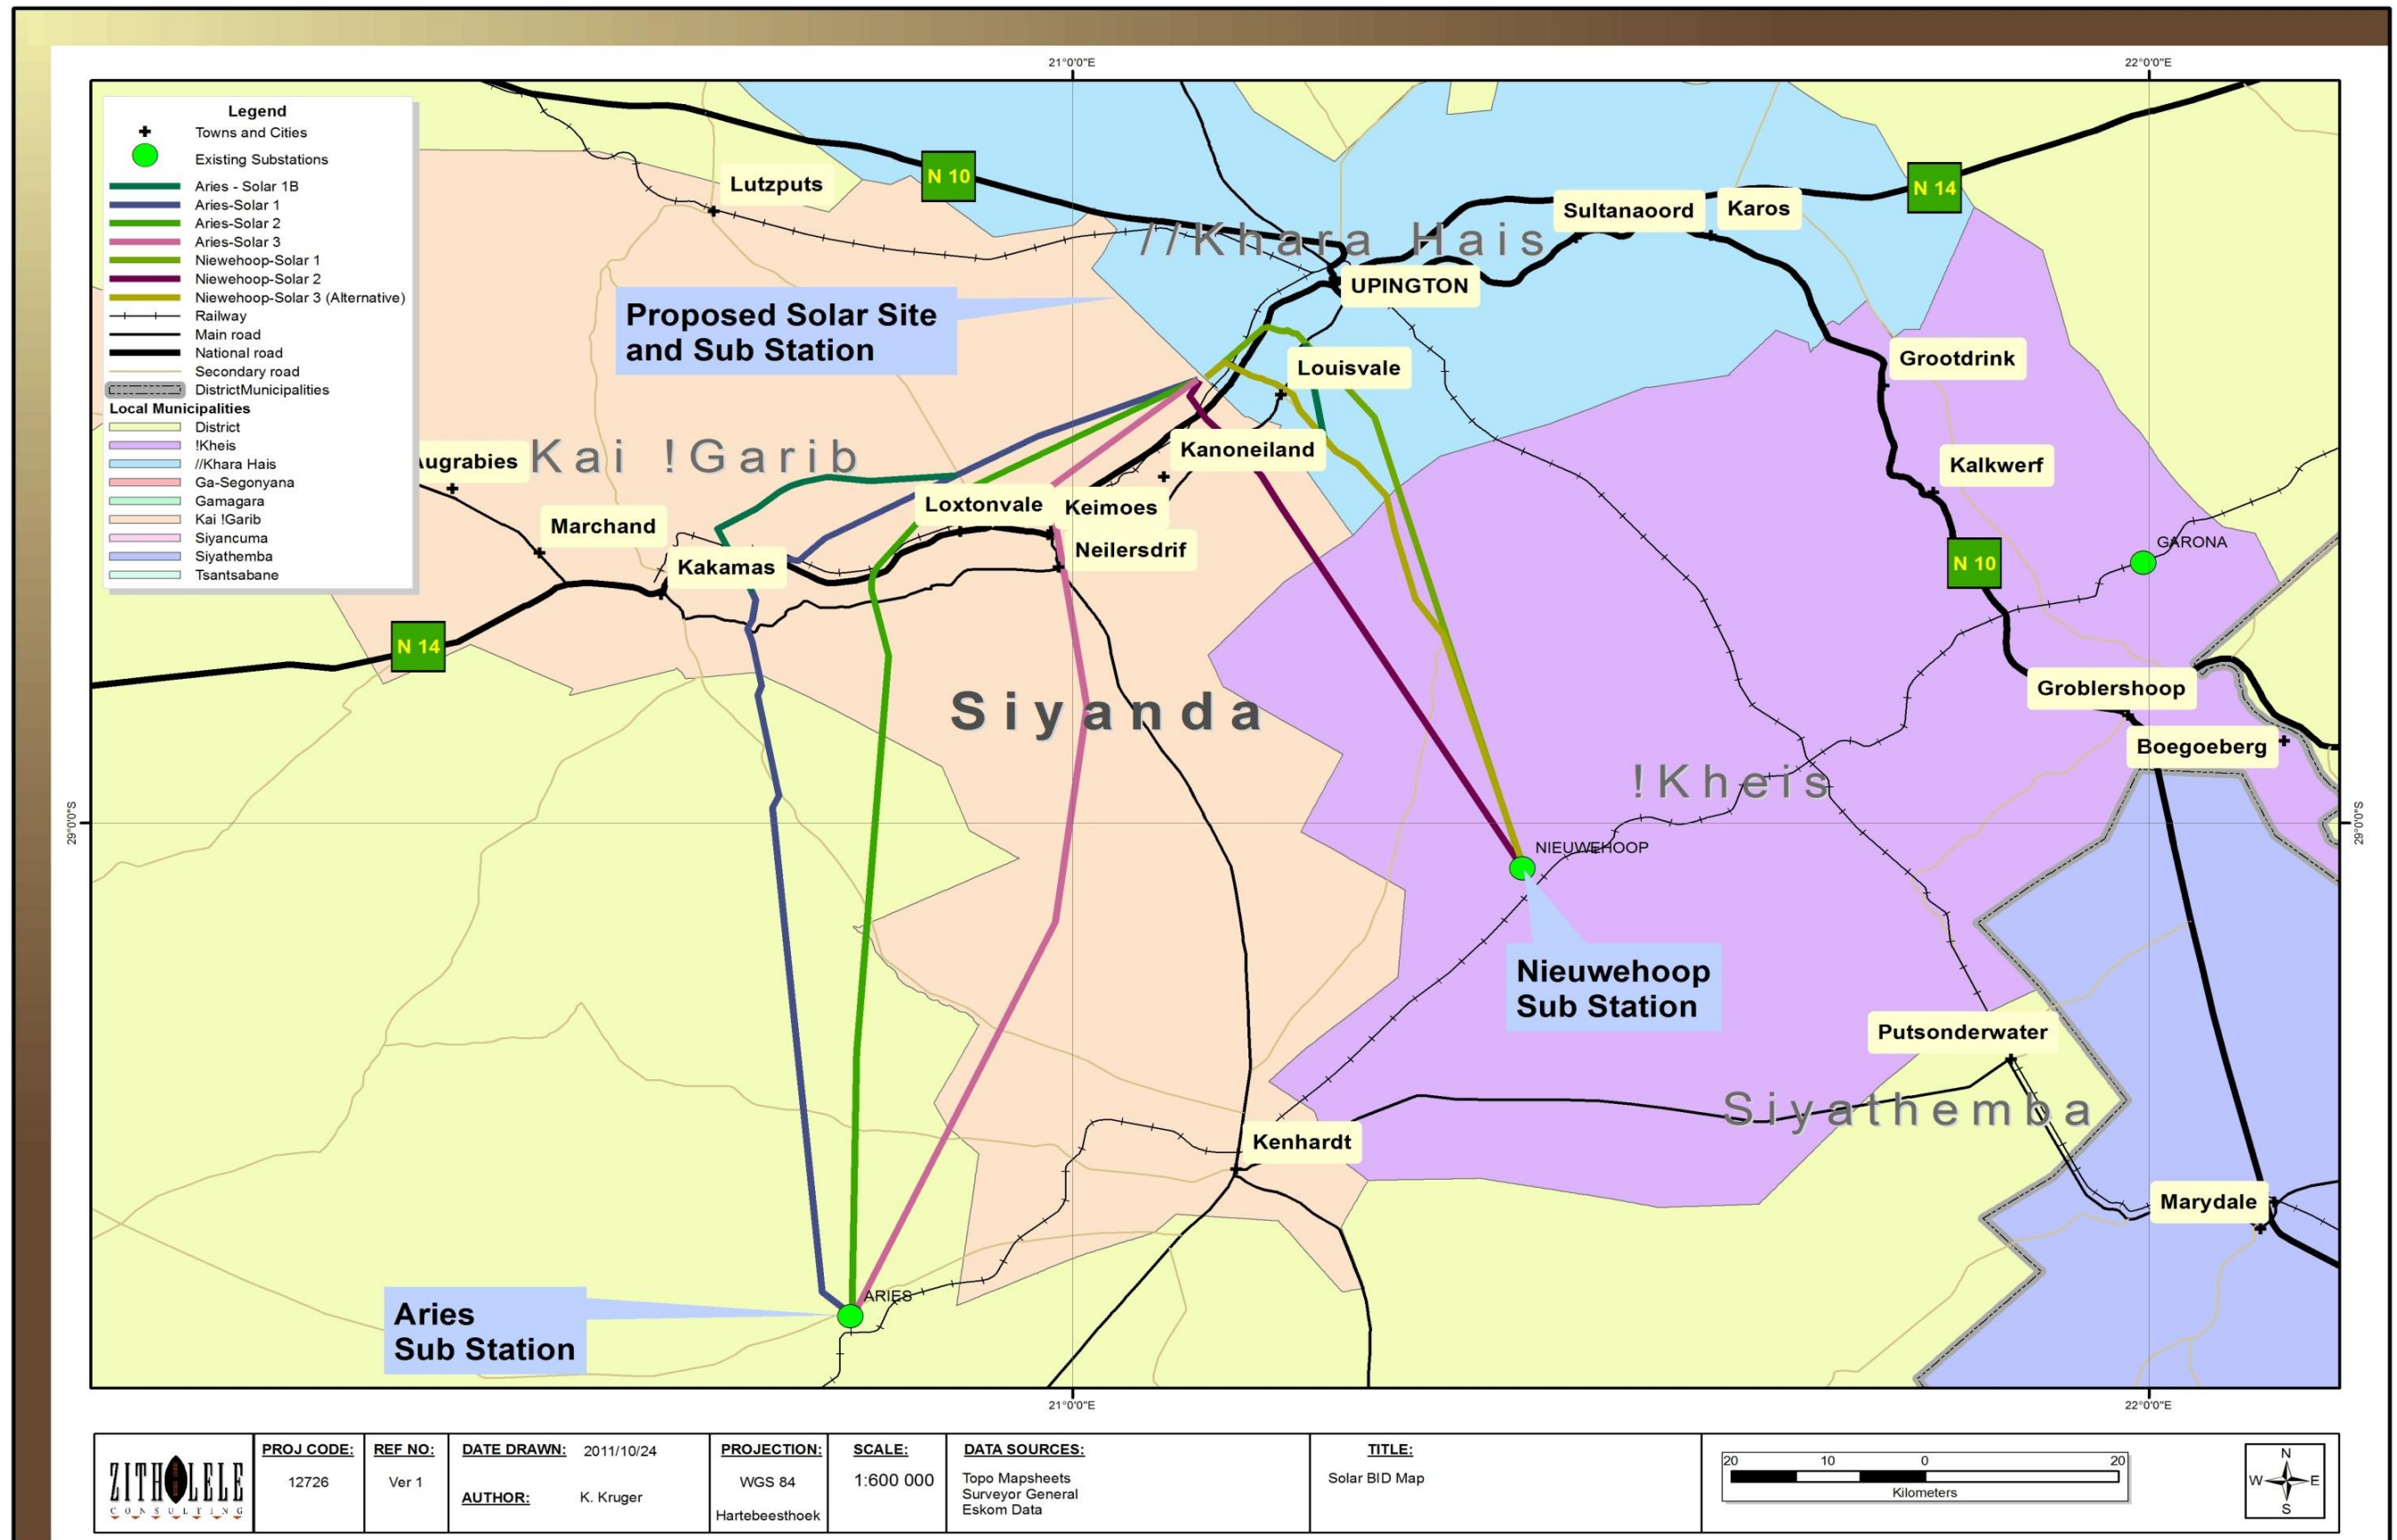 21°0'0"E
22°0'0"E
Legend
Towns and Cities
Existing Substations
Aries - Solar 1B
Aries-Solar 1
Aries-Solar 2
Aries-Solar 3
Niewehoop-Solar 1
Niewehoop-Solar 2
Niewehoop-Solar 3 (Alternative)
Railway
Main road
National road
Secondary road
DistrictMunicipalities
Local Municipalities
District
!Kheis
//Khara Hais
Ga-Segonyana
Gamagara
Kai !Garib
Siyancuma
Siyathemba
Tsantsabane
Lutzputs
N 10
N 14
Sultanaoord
Karos
//Khara Hais
UPINGTON
Proposed Solar Site
and Sub Station
Louisvale
Grootdrink
Kai !Garib
Augrabies
Kanoneiland
Kalkwerf
Loxtonvale
Keimoes
Marchand
Neilersdrif
GARONA
N 10
Kakamas
N 14
Siyanda
Groblershoop
Boegoeberg
!Kheis
29°0'0"S
29°0'0"S
NIEUWEHOOP
Nieuwehoop
Sub Station
Putsonderwater
Siyathemba
Kenhardt
Marydale
ARIES
Aries
Sub Station
21°0'0"E
22°0'0"E
ZITHOLELE
CONSULTING
PROJ CODE:
12726
REF NO:
Ver 1
DATE DRAWN: 2011/10/24
AUTHOR: K. Kruger
PROJECTION:
WGS 84
Hartebeesthoek
SCALE:
1:600 000
DATA SOURCES:
Topo Mapsheets
Surveyor General
Eskom Data
TITLE:
Solar BID Map
20 10 0 20
Kilometers
N
W E
S